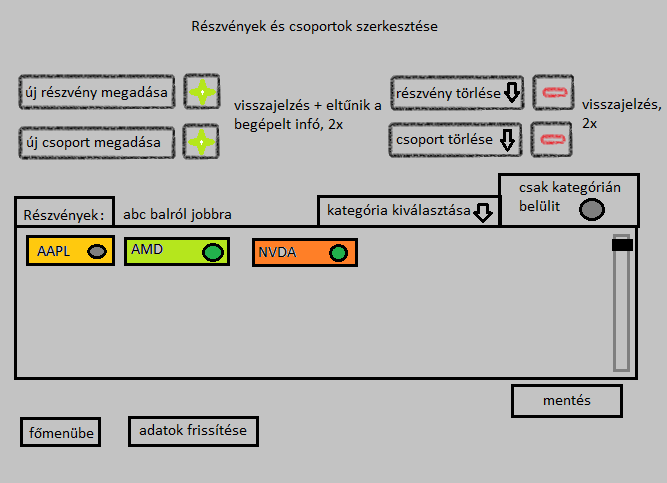 Részvények és csoportok szerkesztése
új részvény megadása
új csoport megadása
visszajelzés + eltűnik a
begépelt infó, 2x
részvény törlése
csoport törlése
visszajelzés,
2x
Részvények:
abc balról jobbra
kategória kiválasztása
csak kategórián
belülit
AAPL
AMD
NVDA
mentés
főmenübe
adatok frissítése